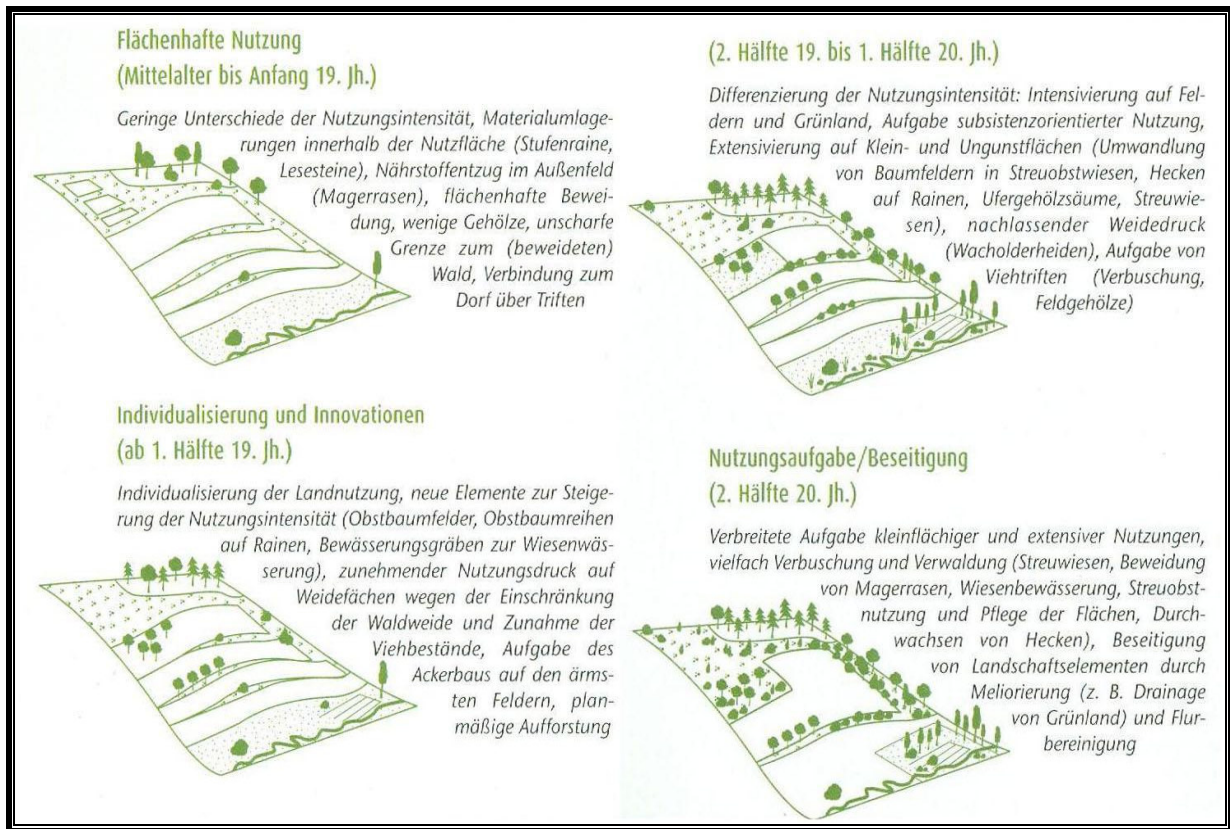 Flächenhafte Nutzung
(Mittelalter bis Anfang 19. Jh.)
Geringe Unterschiede der Nutzungsintensität, Materialumlage-
rungen innerhalb der Nutzfläche (Stufenraine,
Lesesteine), Nährstoffentzug im Außenfeld
(Magerrasen), flächenhafte Bewei-
dung, wenige Gehölze, unscharfe
Grenze zum (beweideten)
Wald, Verbindung zum
Dorf über Triften
Individualisierung und Innovationen
(ab 1. Hälfte 19. Jh.)
Individualisierung der Landnutzung, neue Elemente zur Steige-
rung der Nutzungsintensität (Obstbaumfelder, Obstbaumreihen
auf Rainen, Bewässerungsgräben zur Wiesenwäs-
serung), zunehmender Nutzungsdruck auf
Weidefächen wegen der Einschränkung
der Waldweide und Zunahme der
Viehbestände, Aufgabe des
Ackerbaus auf den ärms-
ten Feldern, plan-
mäßige Aufforstung
(2. Hälfte 19. bis 1. Hälfte 20. Jh.)
Differenzierung der Nutzungsintensität: Intensivierung auf Fel-
dern und Grünland, Aufgabe subsistenzorientierter Nutzung,
Extensivierung auf Klein- und Ungunstflächen (Umwandlung
von Baumfeldern in Streuobstwiesen, Hecken
auf Rainen, Ufergehölzsäume, Streuwie-
sen), nachlassender Weidedruck
(Wacholderheiden), Aufgabe von
Viehtriften (Verbuschung,
Feldgehölze)
Nutzungsaufgabe/Beseitigung
(2. Hälfte 20. Jh.)
Verbreitete Aufgabe kleinflächiger und extensiver Nutzungen,
vielfach Verbuschung und Verwaldung (Streuwiesen, Beweidung
von Magerrasen, Wiesenbewässerung, Streuobst-
nutzung und Pflege der Flächen, Durch-
wachsen von Hecken), Beseitigung
von Landschaftselementen durch
Meliorierung (z. B. Drainage
von Grünland) und Flur-
bereinigung